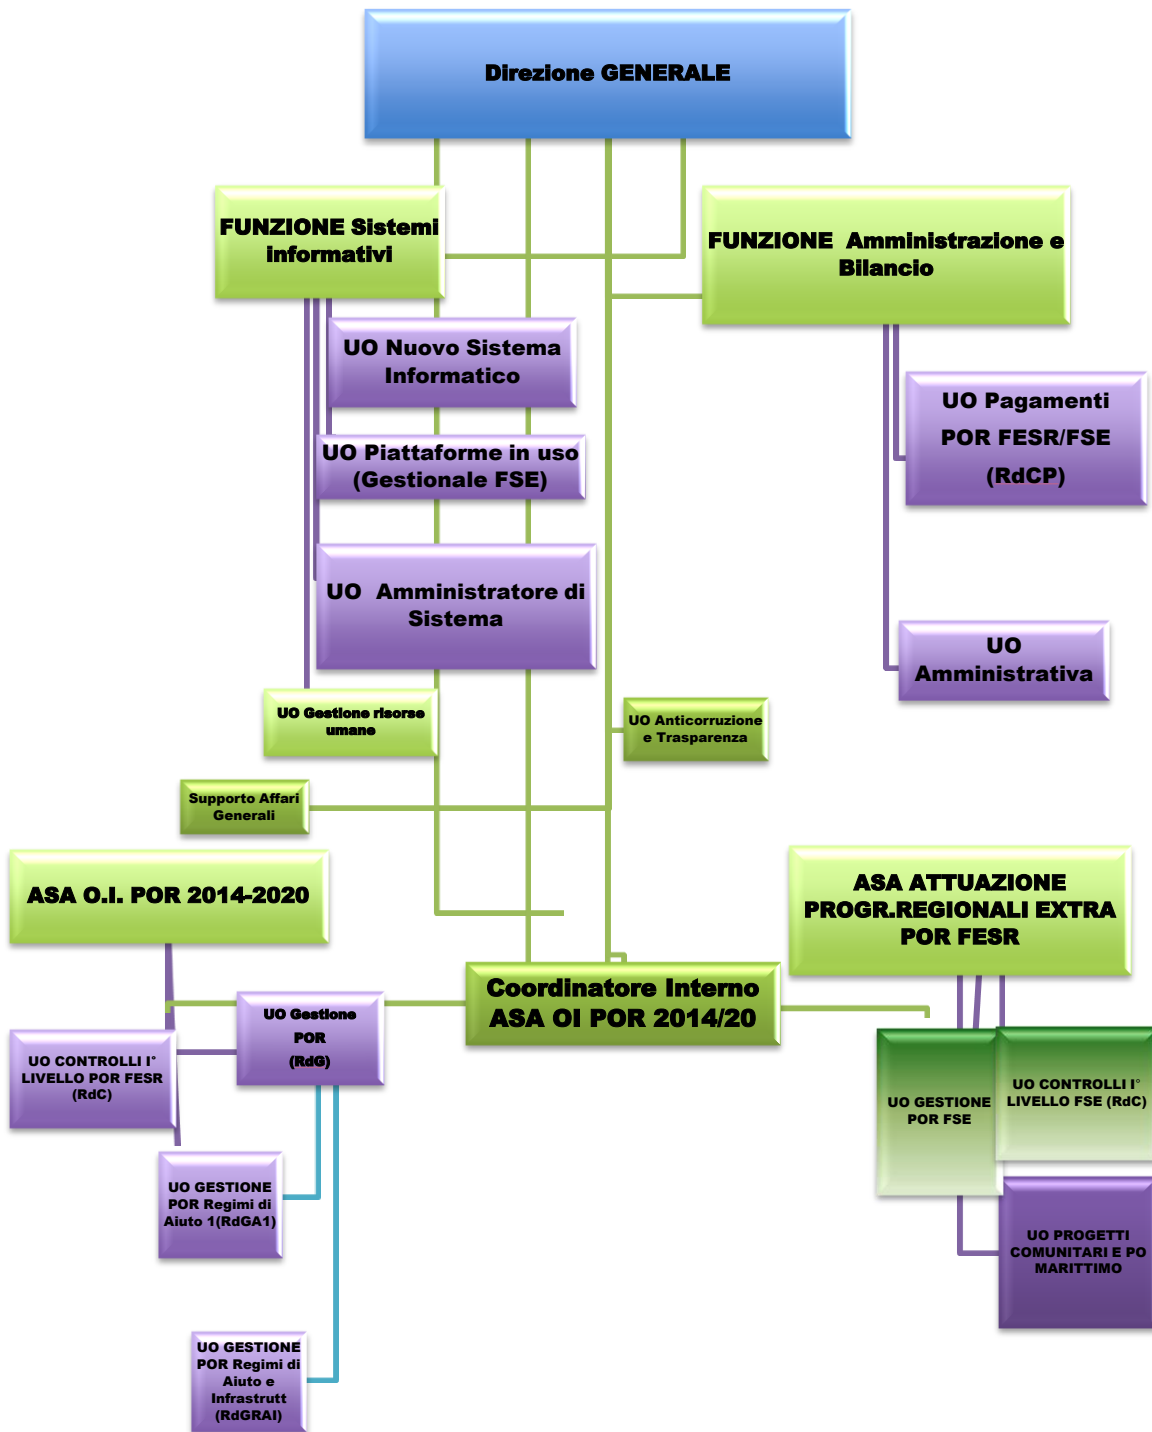 Direzione GENERALE
FUNZIONE Sistemi
informativi
FUNZIONE Amministrazione e
Bilancio
UO Nuovo Sistema
Informatico
UO Pagamenti
POR FESR/FSE
(RdCP)
UO Piattaforme in uso
(Gestionale FSE)
UO Amministratore di
Sistema
UO
Amministrativa
UO Gestione risorse
umane
UO Anticorruzione
e Trasparenza
Supporto Affari
Generali
ASA O.I. POR 2014-2020
ASA ATTUAZIONE
PROGR.REGIONALI EXTRA
POR FESR
Coordinatore Interno
ASA OI POR 2014/20
UO Gestione
POR
(RdG)
UO CONTROLLI I°
LIVELLO POR FESR
(RdC)
UO GESTIONE
POR FSE
UO CONTROLLI I°
LIVELLO FSE (RdC)
UO GESTIONE
POR Regimi di
Aiuto 1(RdGA1)
UO PROGETTI
COMUNITARI E PO
MARITTIMO
UO GESTIONE
POR Regimi di
Aiuto e
Infrastrutt
(RdGRAI)